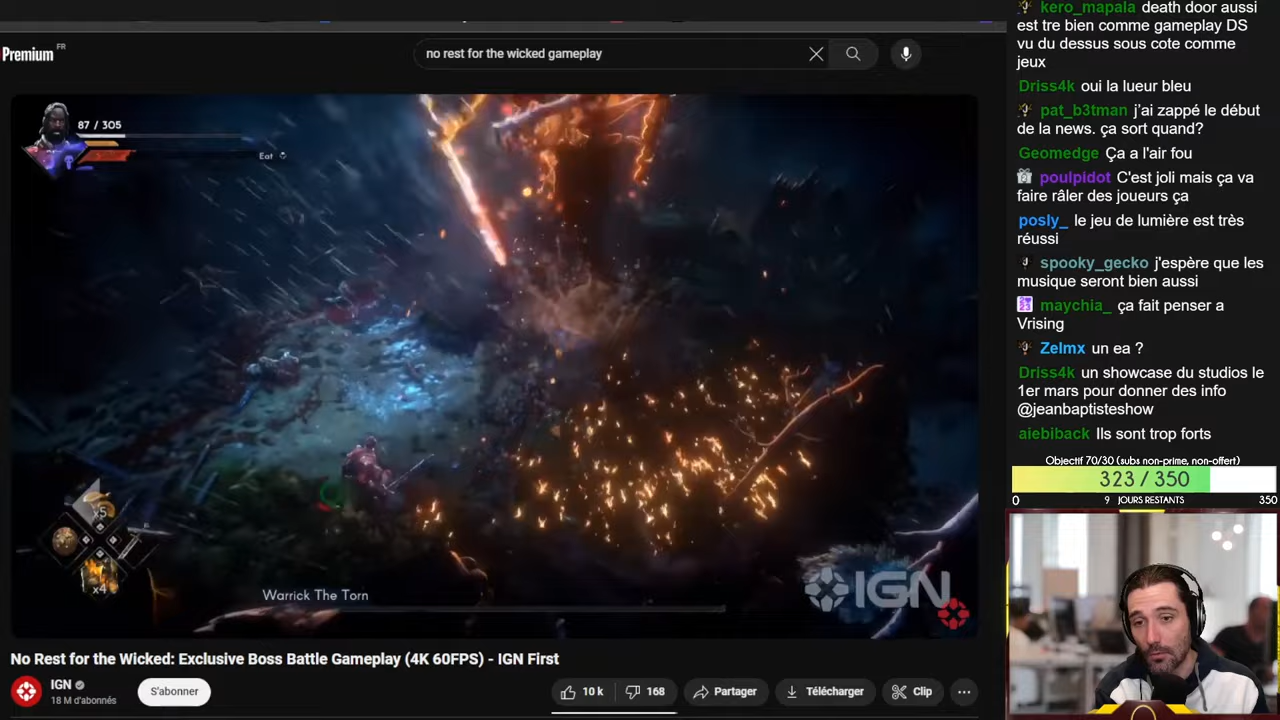 Premium FR
no rest for the wicked gameplay
87 / 305
Eat
x5
x4
Warrick The Torn
IGN
No Rest for the Wicked: Exclusive Boss Battle Gameplay (4K 60FPS) - IGN First
IGN
18 M d'abonnés
S'abonner
10 k
168
Partager
Télécharger
Clip
kero_mapala death door aussi
est tre bien comme gameplay DS
vu du dessus sous cote comme
jeux
Driss4k oui la lueur bleu
pat_b3tman j'ai zappé le début
de la news. ça sort quand?
Geomedge Ça a l'air fou
poulpidot C'est joli mais ça va
faire râler des joueurs ça
posly_ le jeu de lumière est très
réussi
spooky_gecko j'espère que les
musique seront bien aussi
maychia_ ça fait penser a
Vrising
Zelmx un ea ?
Driss4k un showcase du studios le
1er mars pour donner des info
@jeanbaptisteshow
aiebiback Ils sont trop forts
Objectif 70/30 (subs non-prime, non-offert)
323 / 350
0 9 JOURS RESTANTS 350